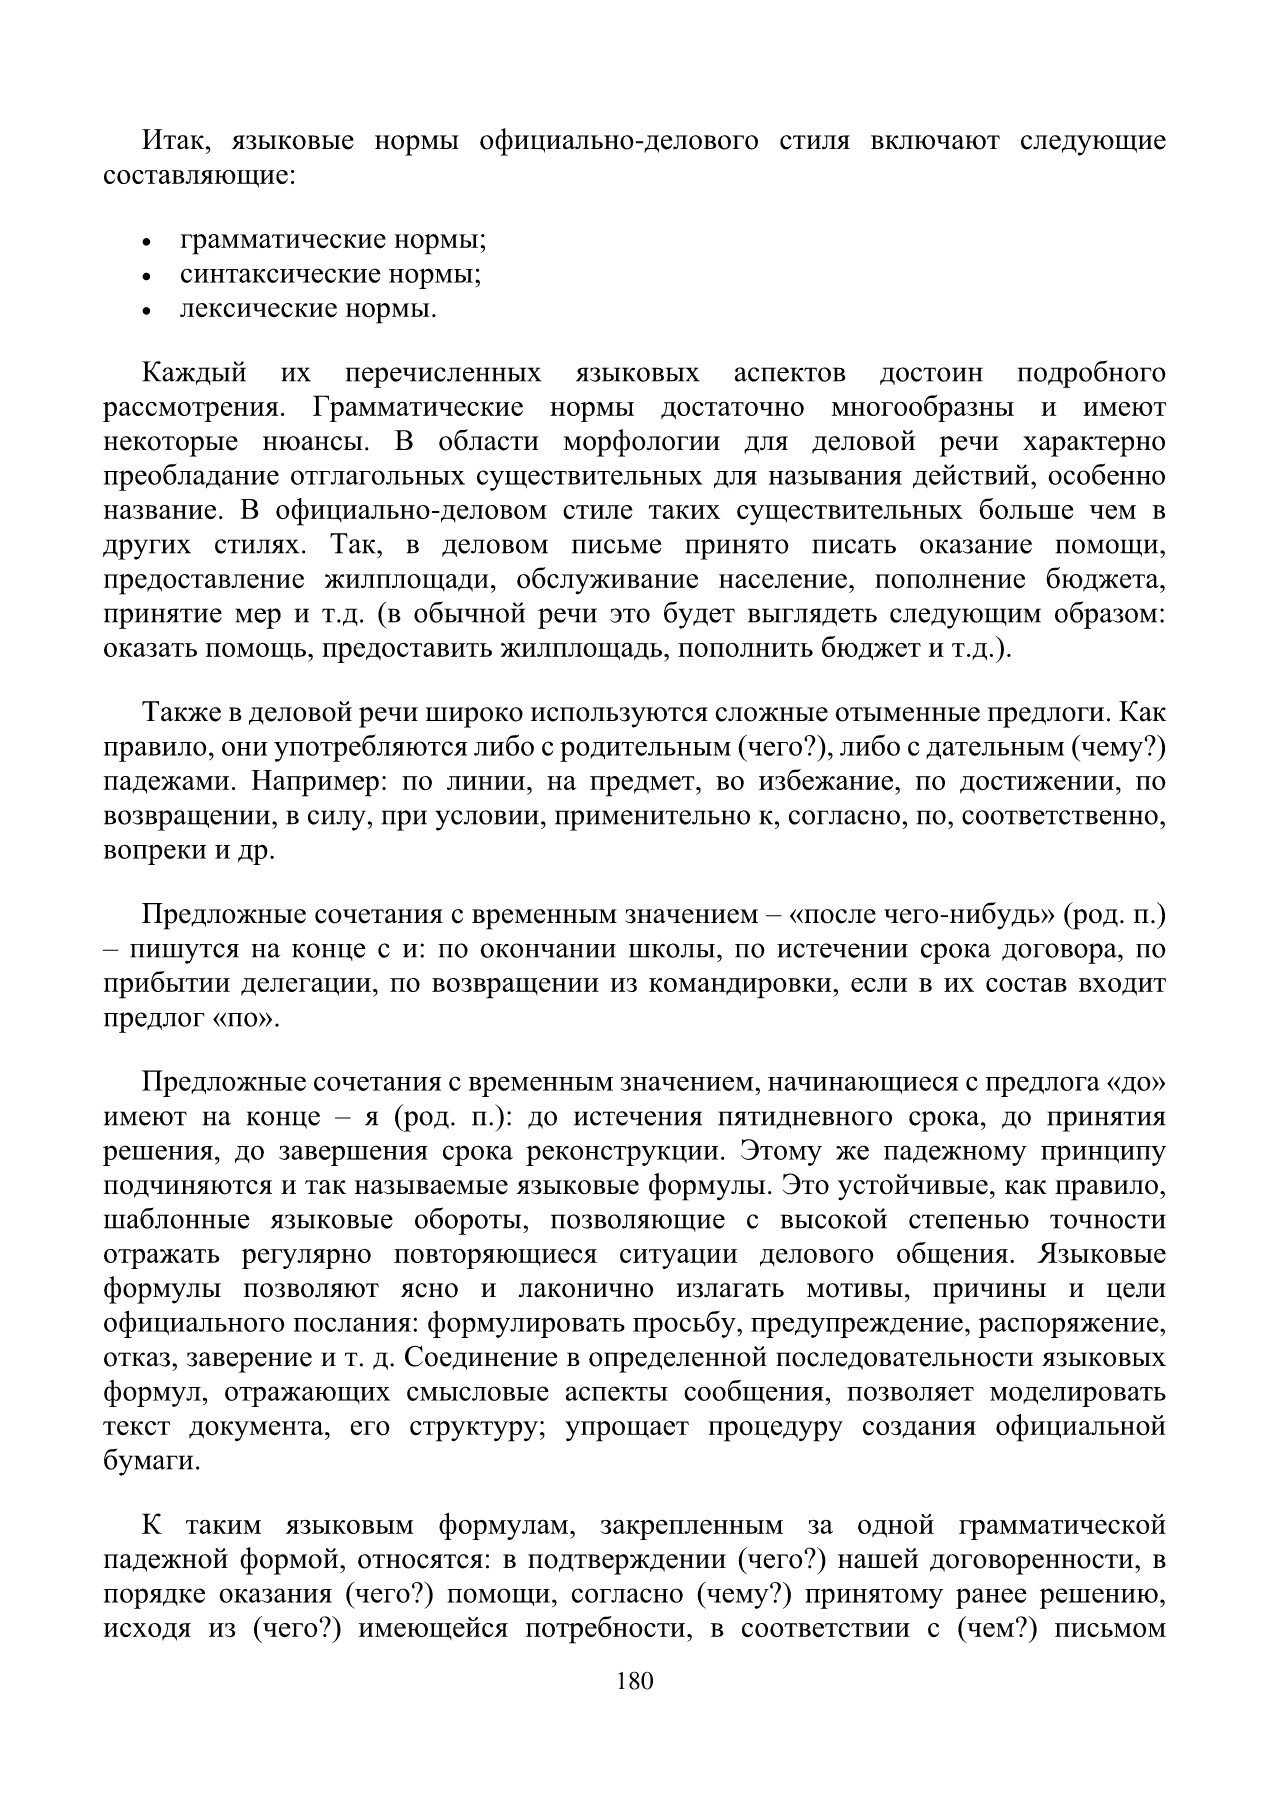 Итак, языковые нормы официально-делового стиля включают следующие
составляющие:
• грамматические нормы;
• синтаксические нормы;
• лексические нормы.
Каждый их перечисленных языковых аспектов достоин подробного
рассмотрения. Грамматические нормы достаточно многообразны и имеют
некоторые нюансы. В области морфологии для деловой речи характерно
преобладание отглагольных существительных для называния действий, особенно
название. В официально-деловом стиле таких существительных больше чем в
других стилях. Так, в деловом письме принято писать оказание помощи,
предоставление жилплощади, обслуживание население, пополнение бюджета,
принятие мер и т.д. (в обычной речи это будет выглядеть следующим образом:
оказать помощь, предоставить жилплощадь, пополнить бюджет и т.д.).
Также в деловой речи широко используются сложные отыменные предлоги. Как
правило, они употребляются либо с родительным (чего?), либо с дательным (чему?)
падежами. Например: по линии, на предмет, во избежание, по достижении, по
возвращении, в силу, при условии, применительно к, согласно, по, соответственно,
вопреки и др.
Предложные сочетания с временным значением – «после чего-нибудь» (род. п.)
– пишутся на конце с и: по окончании школы, по истечении срока договора, по
прибытии делегации, по возвращении из командировки, если в их состав входит
предлог «по».
Предложные сочетания с временным значением, начинающиеся с предлога «до»
имеют на конце – я (род. п.): до истечения пятидневного срока, до принятия
решения, до завершения срока реконструкции. Этому же падежному принципу
подчиняются и так называемые языковые формулы. Это устойчивые, как правило,
шаблонные языковые обороты, позволяющие с высокой степенью точности
отражать регулярно повторяющиеся ситуации делового общения. Языковые
формулы позволяют ясно и лаконично излагать мотивы, причины и цели
официального послания: формулировать просьбу, предупреждение, распоряжение,
отказ, заверение и т. д. Соединение в определенной последовательности языковых
формул, отражающих смысловые аспекты сообщения, позволяет моделировать
текст документа, его структуру; упрощает процедуру создания официальной
бумаги.
К таким языковым формулам, закрепленным за одной грамматической
падежной формой, относятся: в подтверждении (чего?) нашей договоренности, в
порядке оказания (чего?) помощи, согласно (чему?) принятому ранее решению,
исходя из (чего?) имеющейся потребности, в соответствии с (чем?) письмом
180